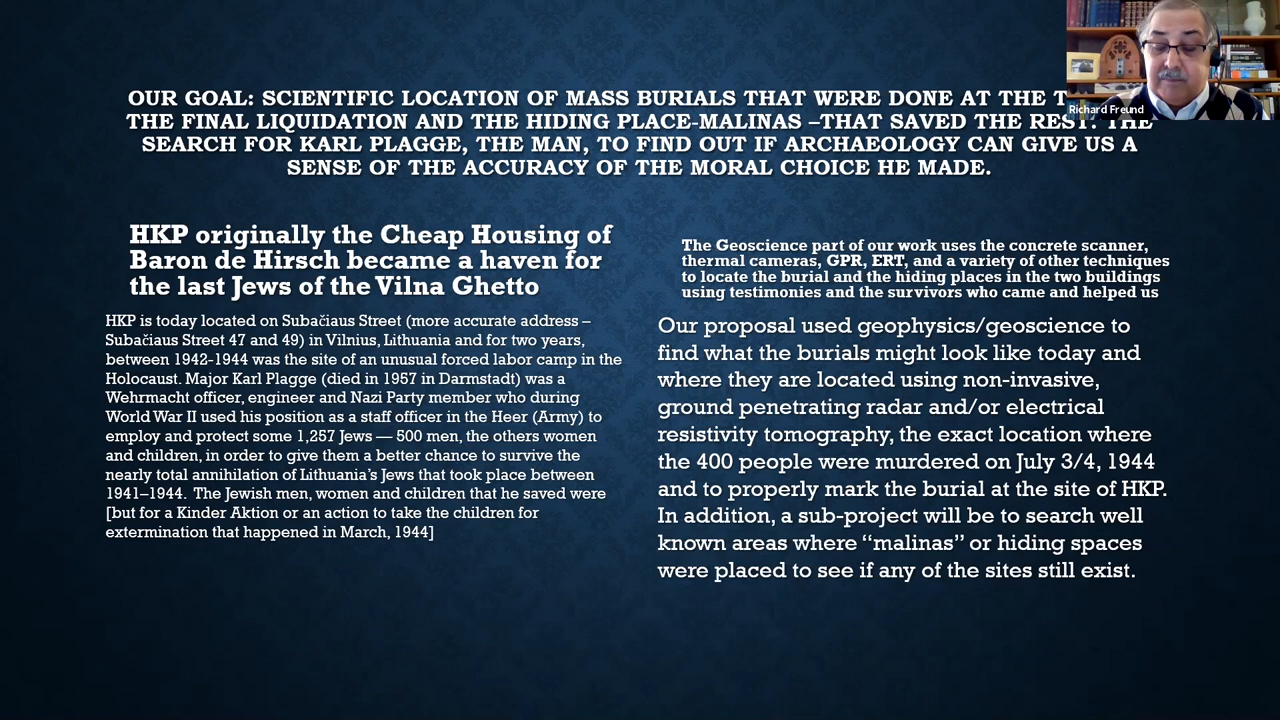 OUR GOAL: SCIENTIFIC LOCATION OF MASS BURIALS THAT WERE DONE AT THE
THE FINAL LIQUIDATION AND THE HIDING PLACE-MALINAS –THAT SAVED THE REST. THE
SEARCH FOR KARL PLAGGE, THE MAN, TO FIND OUT IF ARCHAEOLOGY CAN GIVE US A
SENSE OF THE ACCURACY OF THE MORAL CHOICE HE MADE.
Richard Freund
HKP originally the Cheap Housing of
Baron de Hirsch became a haven for
the last Jews of the Vilna Ghetto
HKP is today located on Subačiaus Street (more accurate address –
Subačiaus Street 47 and 49) in Vilnius, Lithuania and for two years,
between 1942-1944 was the site of an unusual forced labor camp in the
Holocaust. Major Karl Plagge (died in 1957 in Darmstadt) was a
Wehrmacht officer, engineer and Nazi Party member who during
World War II used his position as a staff officer in the Heer (Army) to
employ and protect some 1,257 Jews — 500 men, the others women
and children, in order to give them a better chance to survive the
nearly total annihilation of Lithuania's Jews that took place between
1941–1944. The Jewish men, women and children that he saved were
[but for a Kinder Aktion or an action to take the children for
extermination that happened in March, 1944]
The Geoscience part of our work uses the concrete scanner,
thermal cameras, GPR, ERT, and a variety of other techniques
to locate the burial and the hiding places in the two buildings
using testimonies and the survivors who came and helped us
Our proposal used geophysics/geoscience to
find what the burials might look like today and
where they are located using non-invasive,
ground penetrating radar and/or electrical
resistivity tomography, the exact location where
the 400 people were murdered on July 3/4, 1944
and to properly mark the burial at the site of HKP.
In addition, a sub-project will be to search well
known areas where “malinas” or hiding spaces
were placed to see if any of the sites still exist.